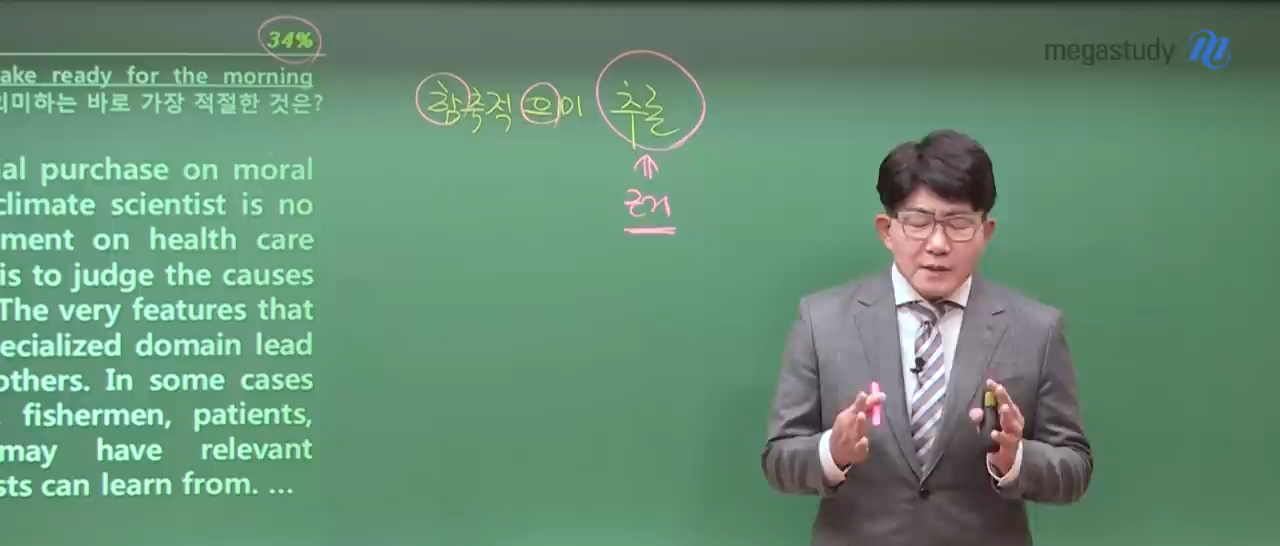 34%
ake ready for the morning
의미하는 바로 가장 적절한 것은?
ial purchase on moral
climate scientist is no
ment on health care
is to judge the causes
The very features that
ecialized domain lead
others. In some cases
fishermen, patients,
may have relevant
sts can learn from. ...
함축적 의미 추론
근거
megastudy